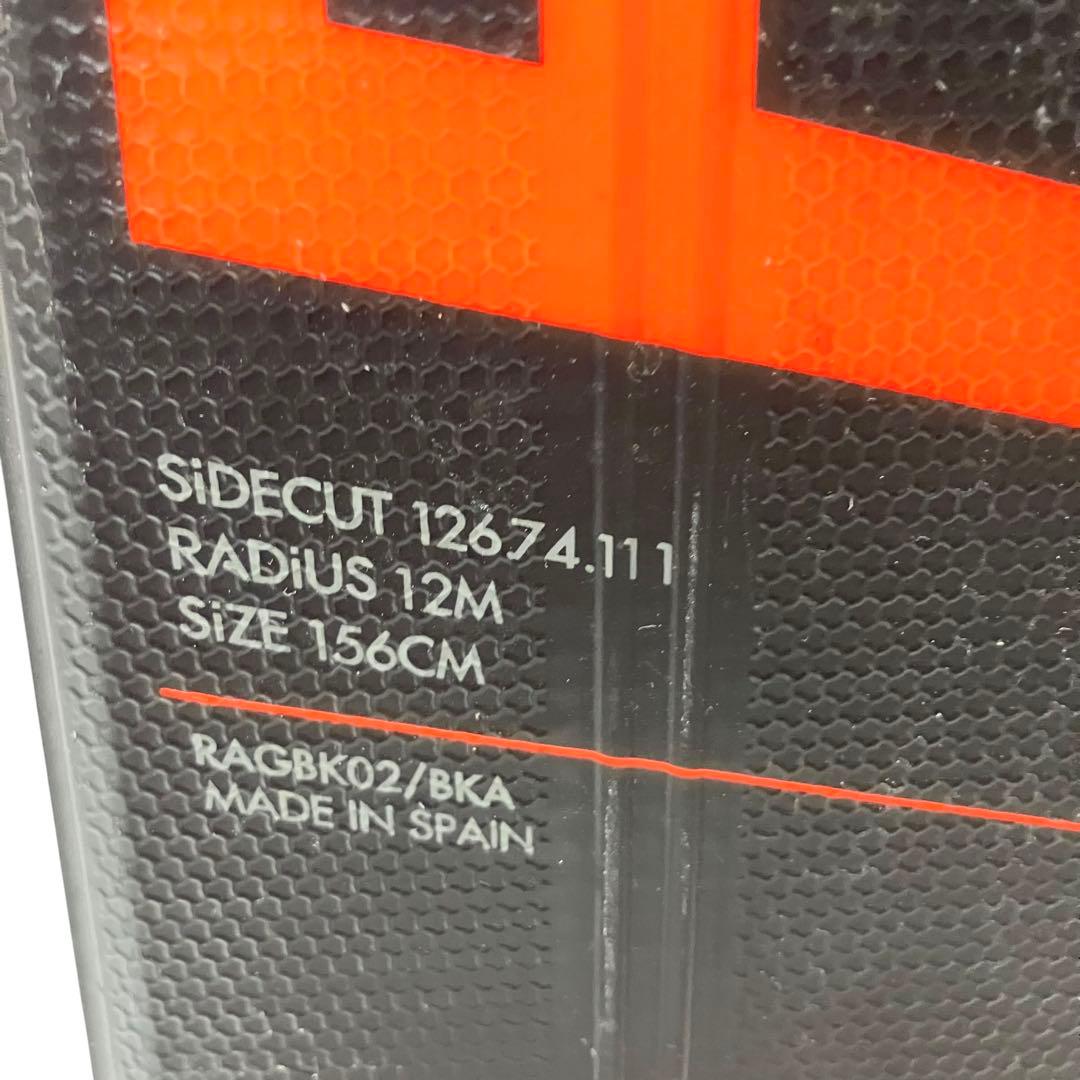 SiDECUT 126.74.111
RADiUS 12M
SiZE 156CM
RAGBK02/BKA
MADE IN SPAiN